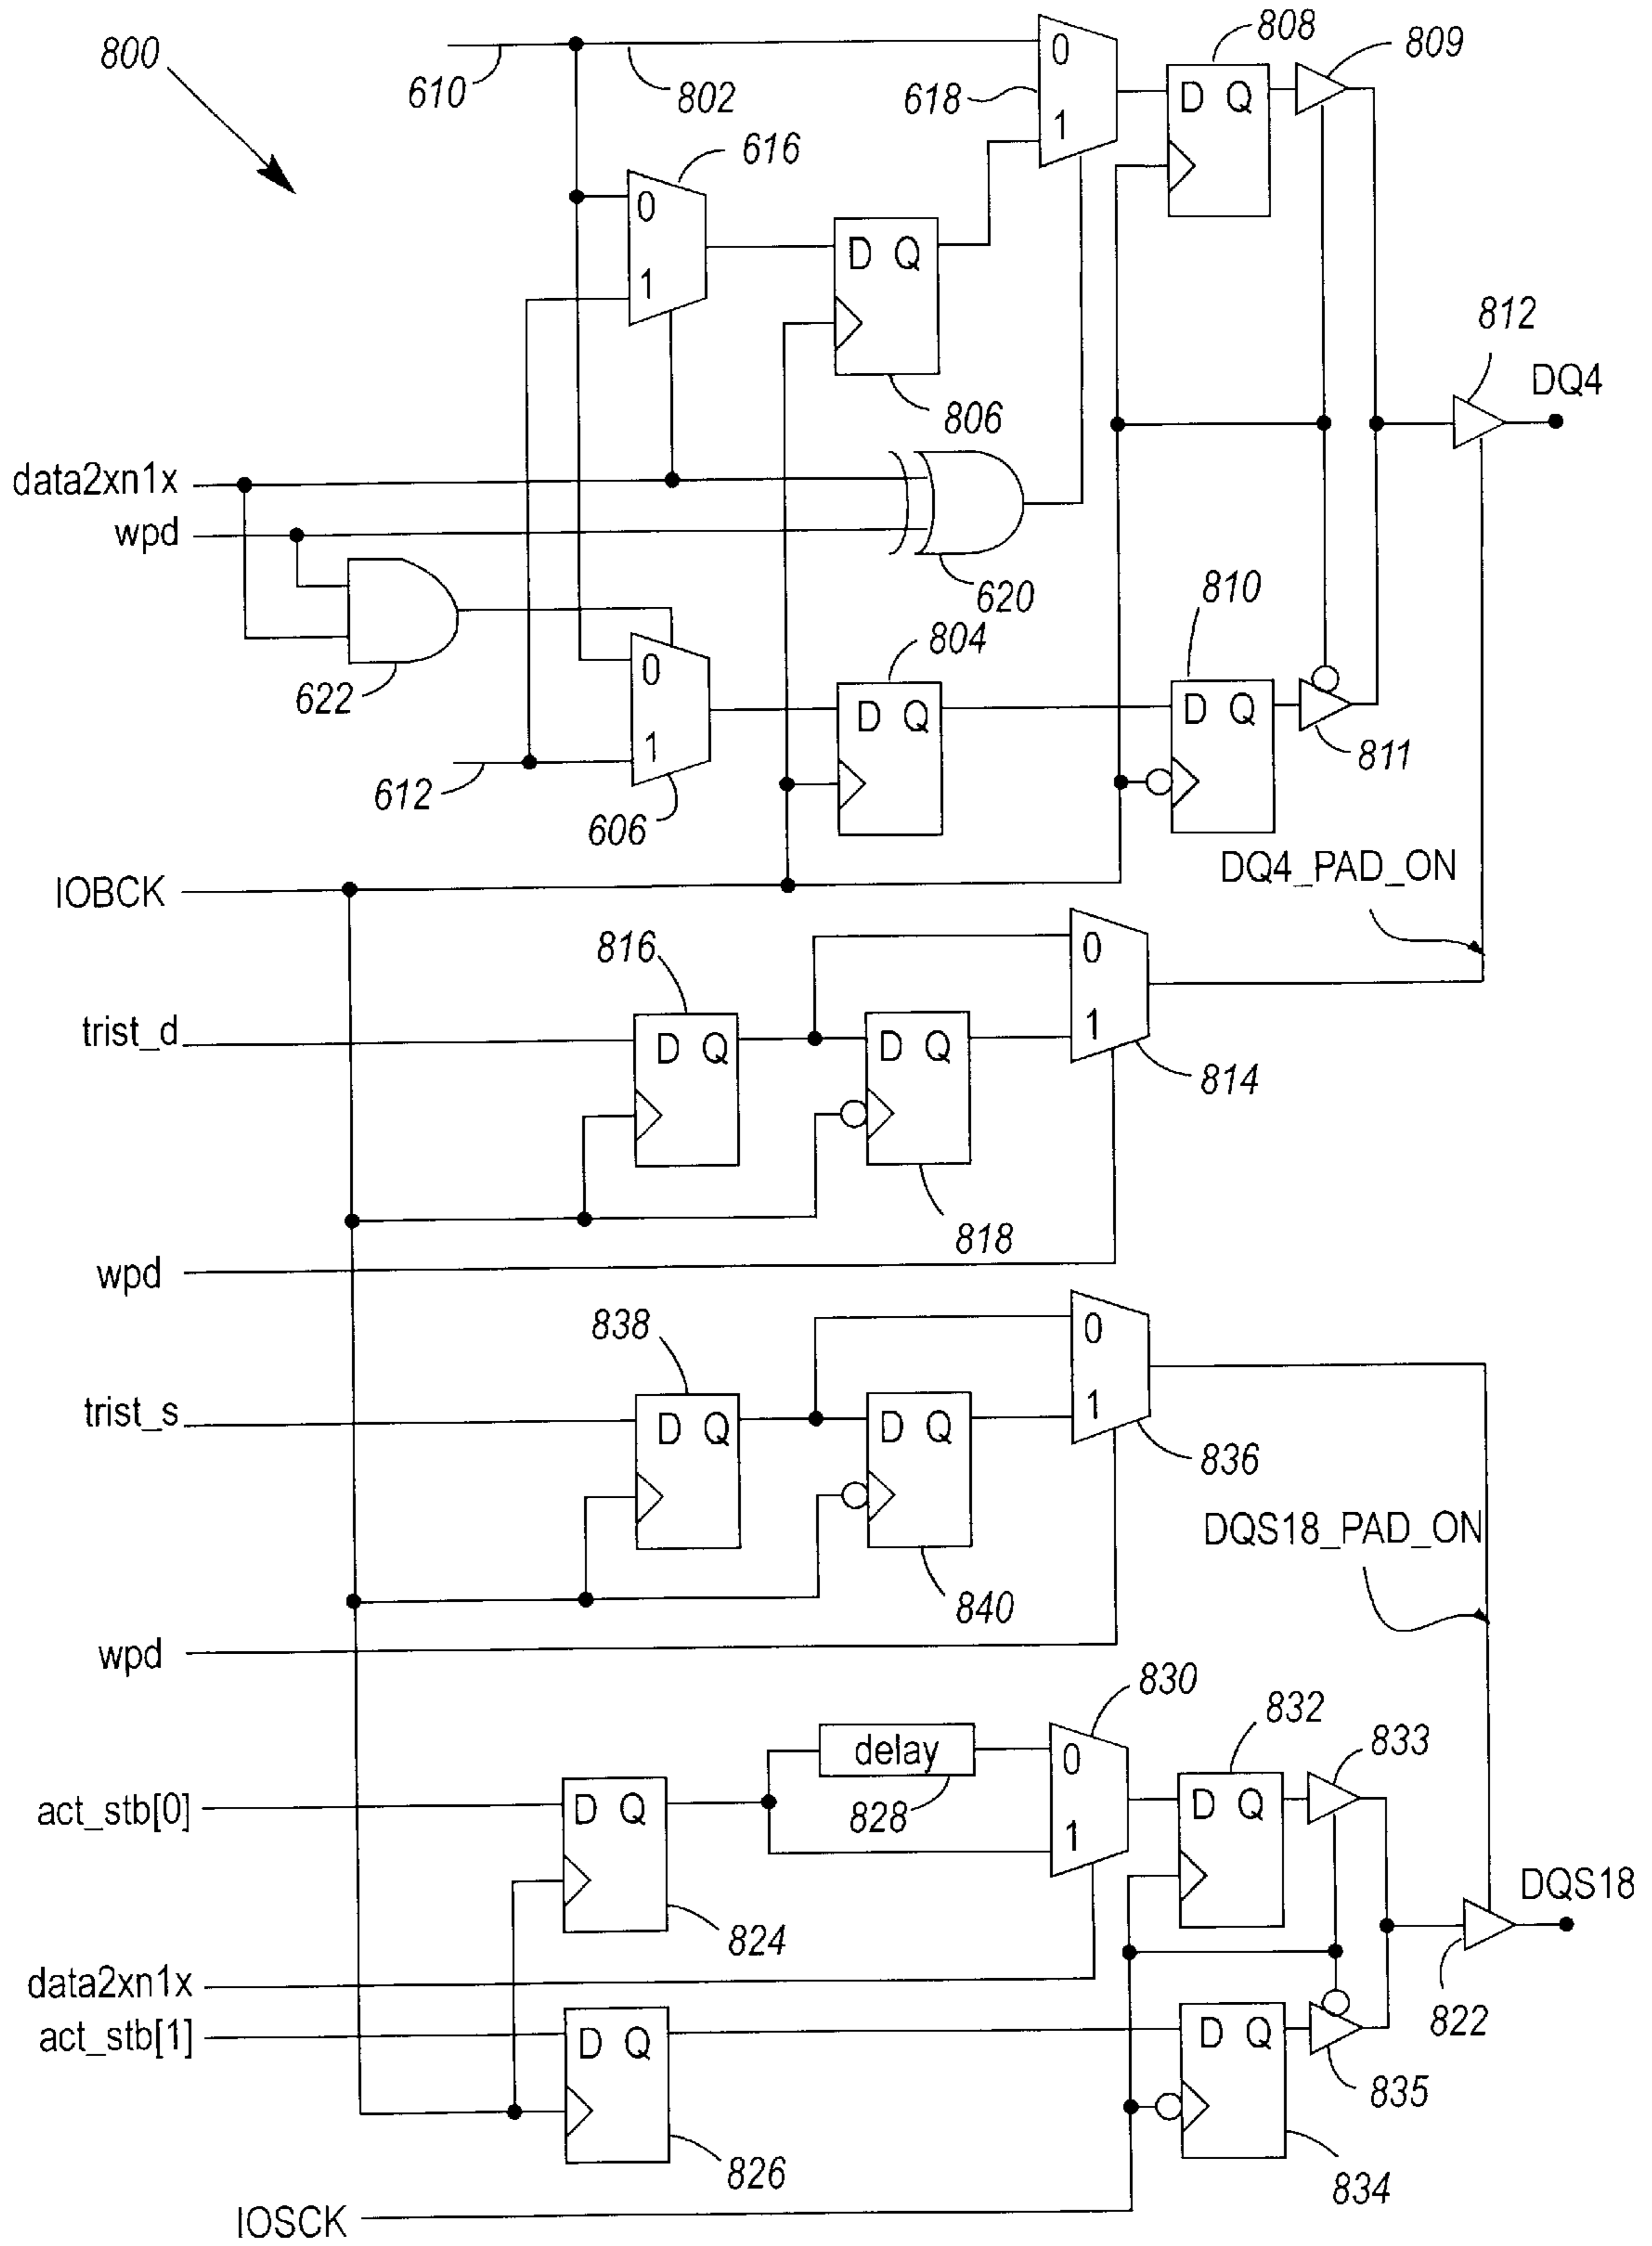 800
610
802
0
1
618
808
D Q
809
616
0
1
D Q
806
812
DQ4
data2xn1x
wpd
620
622
0
1
606
804
D Q
810
D Q
811
612
IOBCK
DQ4_PAD_ON
816
0
1
814
trist_d
D Q
D Q
818
wpd
838
0
1
836
trist_s
D Q
D Q
840
DQS18_PAD_ON
wpd
830
delay
828
0
1
832
D Q
833
act_stb[0]
D Q
824
DQS18
822
data2xn1x
act_stb[1]
D Q
826
D Q
835
834
IOSCK